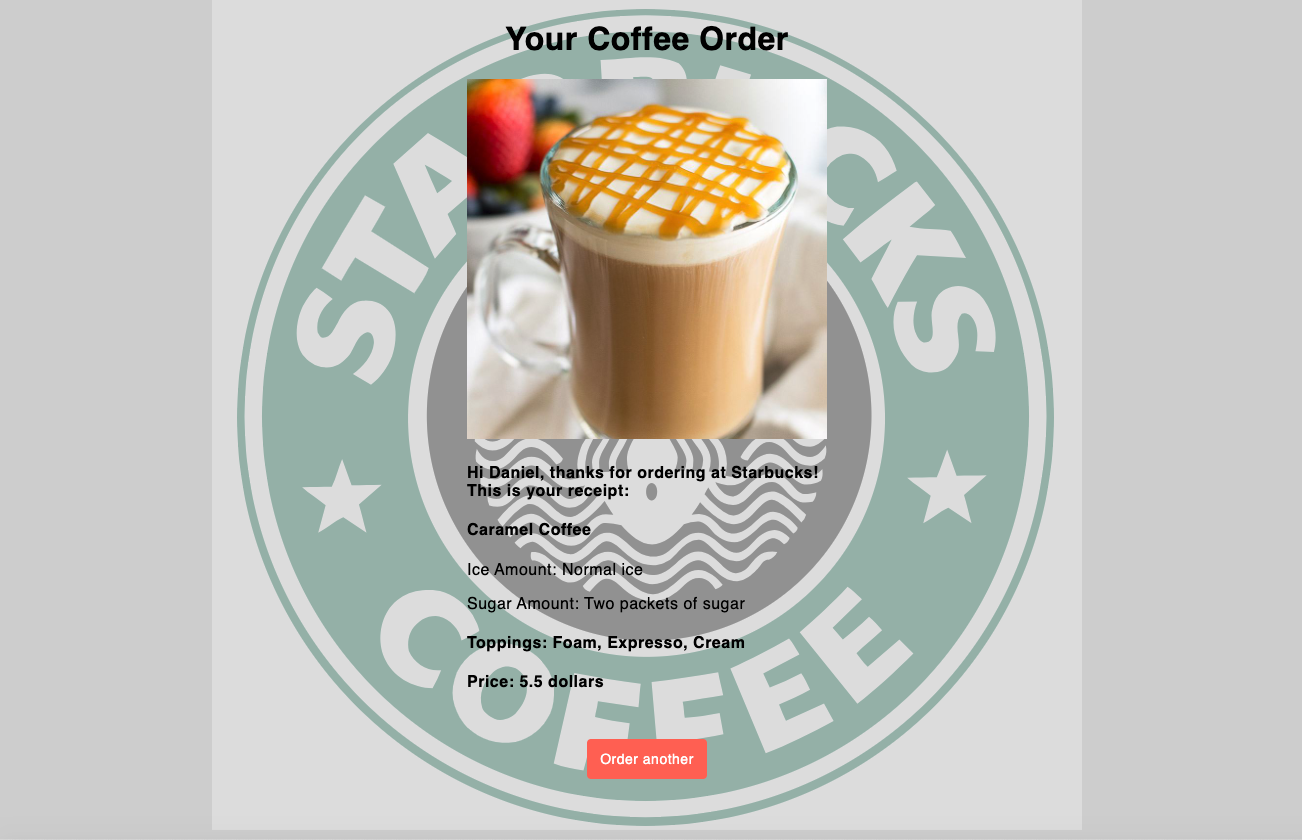 Your Coffee Order
STARBUCKS
Hi Daniel, thanks for ordering at Starbucks!
This is your receipt:
Caramel Coffee
Ice Amount: Normal ice
Sugar Amount: Two packets of sugar
Toppings: Foam, Expresso, Cream
Price: 5.5 dollars
COFFEE
Order another